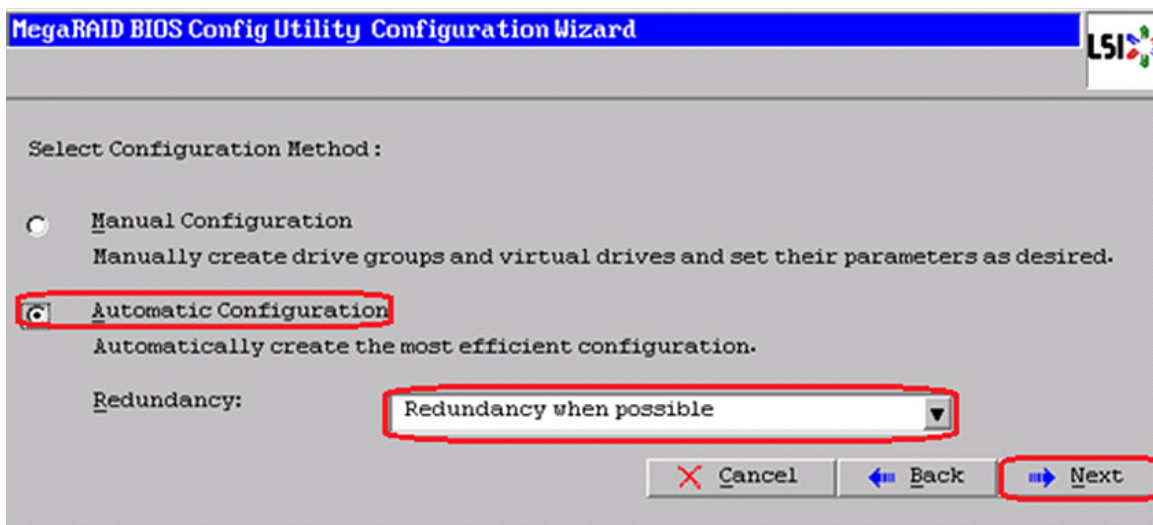 MegaRAID BIOS Config Utility Configuration Wizard
LSI
Select Configuration Method:
Manual Configuration
Manually create drive groups and virtual drives and set their parameters as desired.
Automatic Configuration
Automatically create the most efficient configuration.
Redundancy: Redundancy when possible
Cancel Back Next